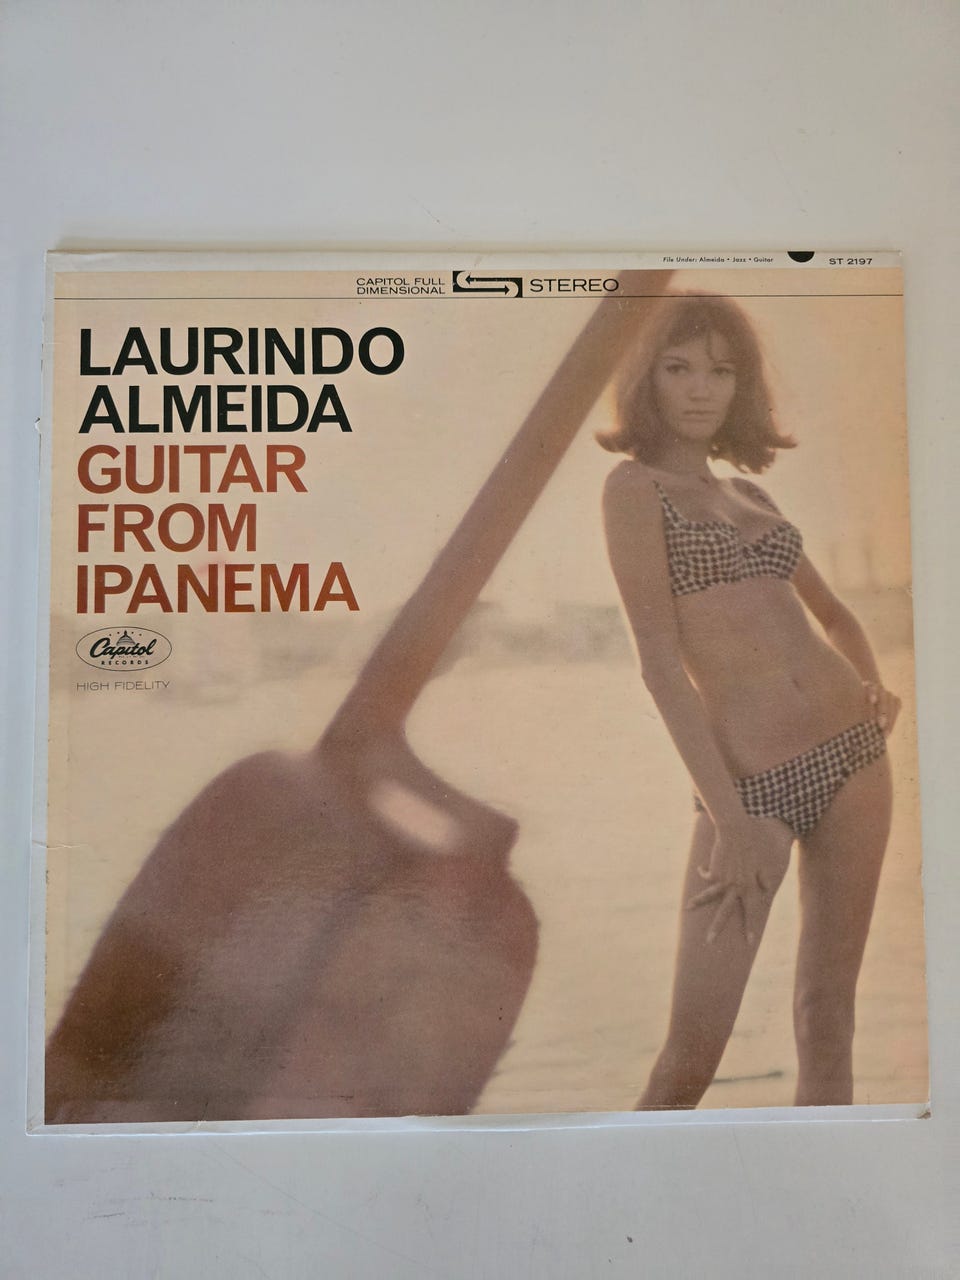 File Under: Almeida • Jazz • Guitar
ST 2197
CAPITOL FULL
DIMENSIONAL
STEREO
LAURINDO
ALMEIDA
GUITAR
FROM
IPANEMA
Capitol
RECORDS
HIGH FIDELITY